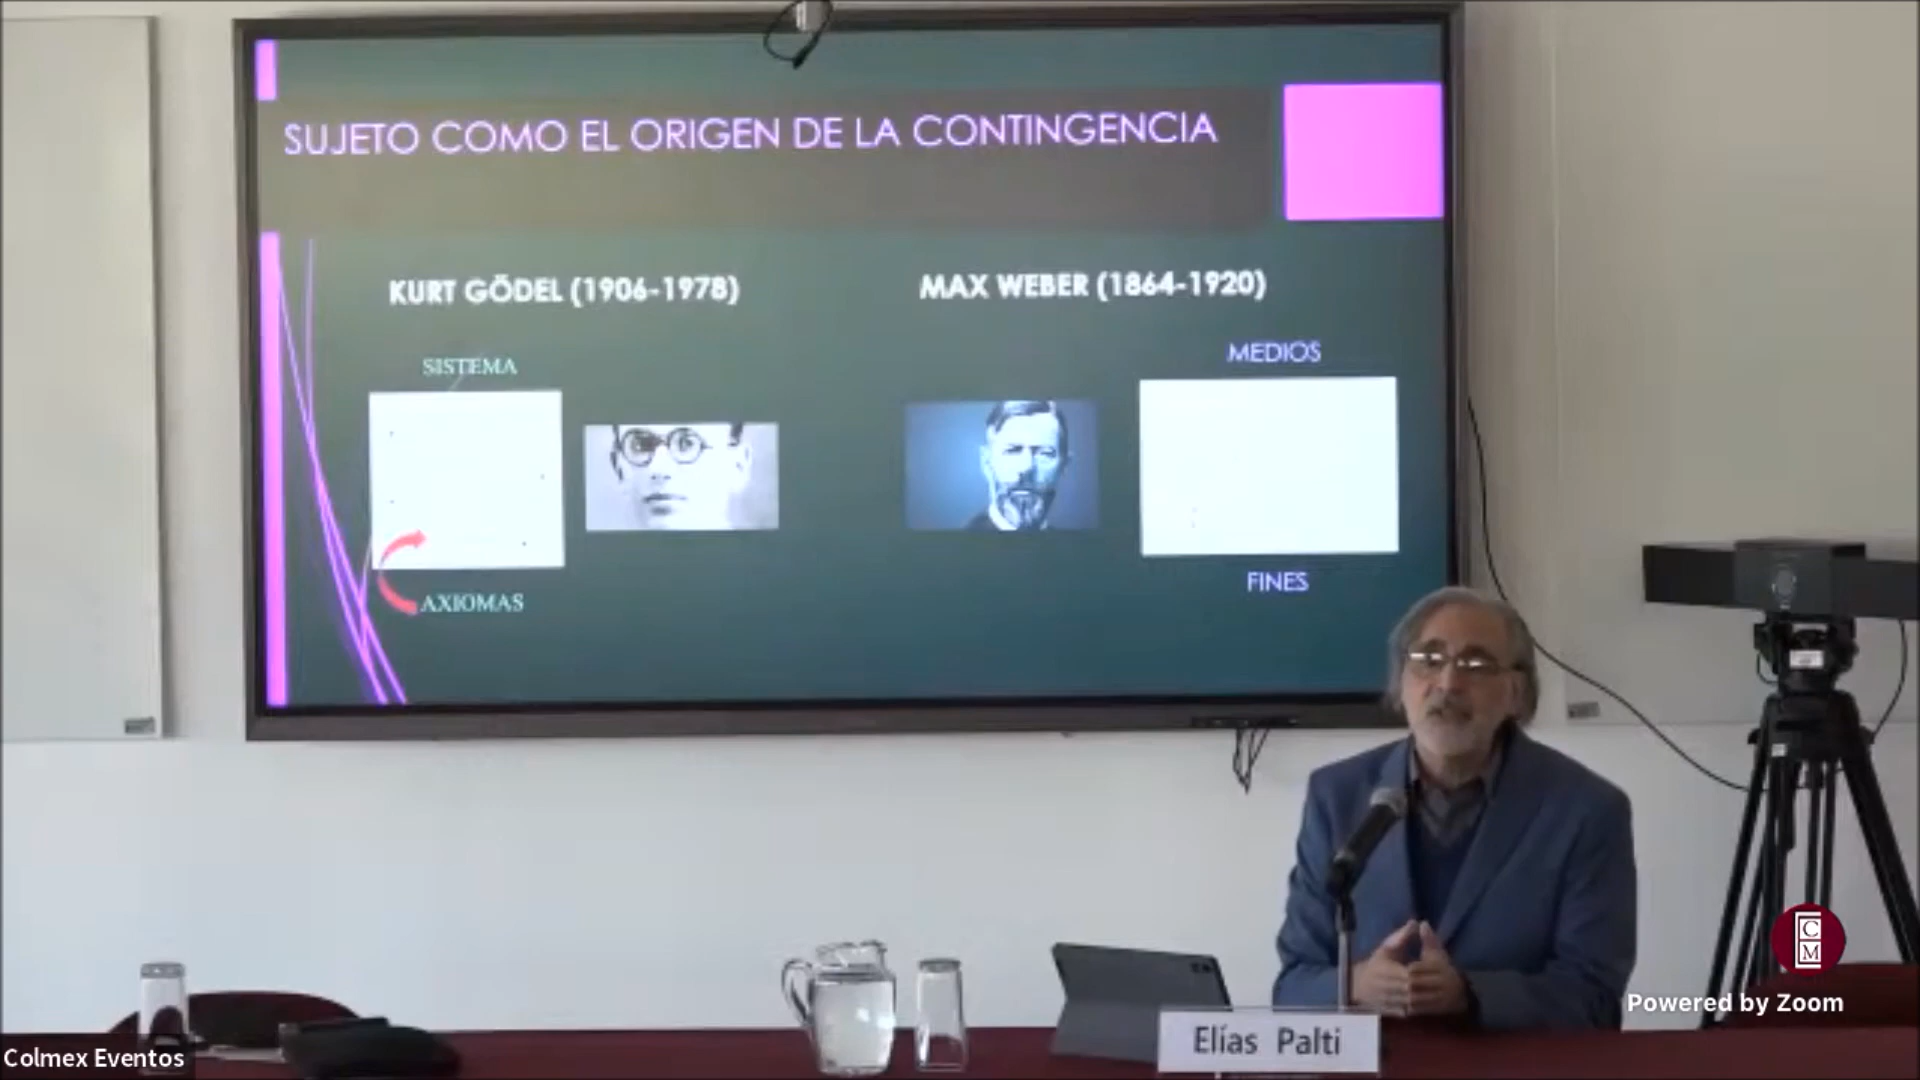 SUJETO COMO EL ORIGEN DE LA CONTINGENCIA
KURT GÖDEL (1906-1978)
MAX WEBER (1864-1920)
SISTEMA
MEDIOS
AXIOMAS
FINES
Elías Palti
C
M
Powered by Zoom
Colmex Eventos